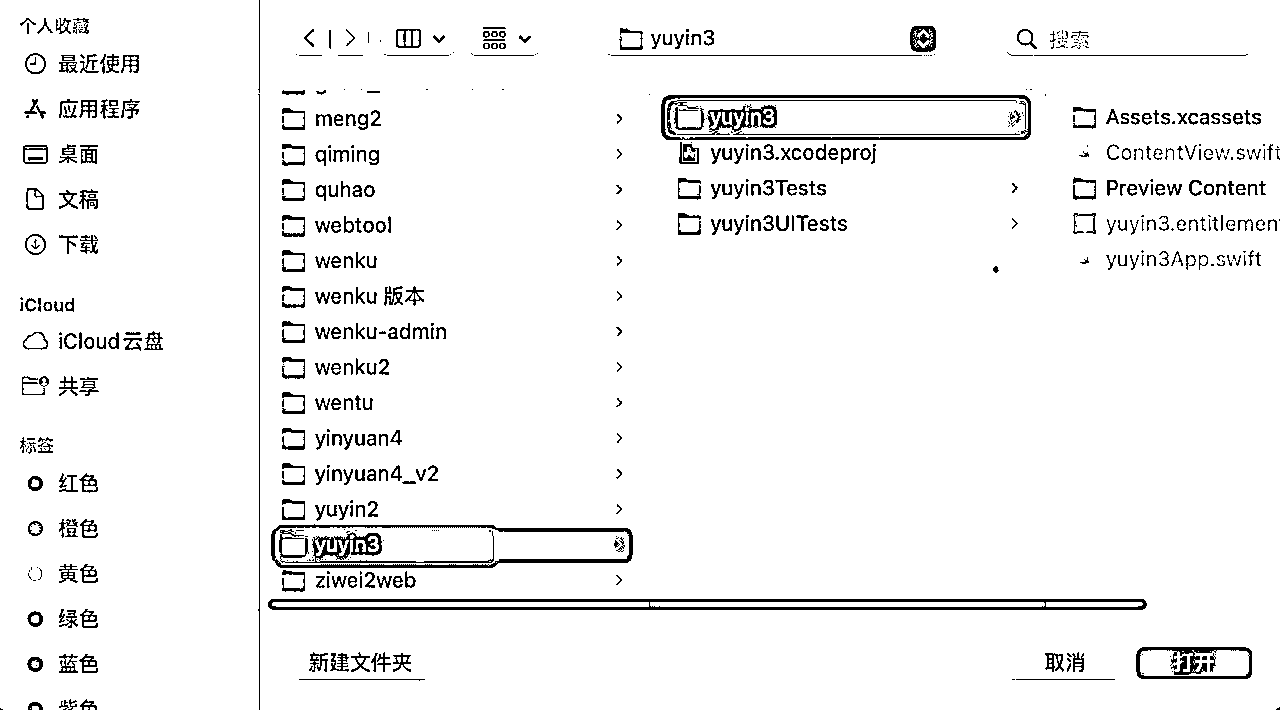 个人收藏
最近使用
应用程序
桌面
文稿
下载
iCloud
iCloud云盘
共享
标签
红色
橙色
黄色
绿色
蓝色
紫色
yuyin3
搜索
meng2
qiming
quhao
webtool
wenku
wenku 版本
wenku-admin
wenku2
wentu
yinyuan4
yinyuan4_v2
yuyin2
yuyin3
ziwei2web
yuyin3
yuyin3.xcodeproj
yuyin3Tests
yuyin3UITests
Assets.xcassets
ContentView.swift
Preview Content
yuyin3.entitlemen
yuyin3App.swift
新建文件夹
取消
打开